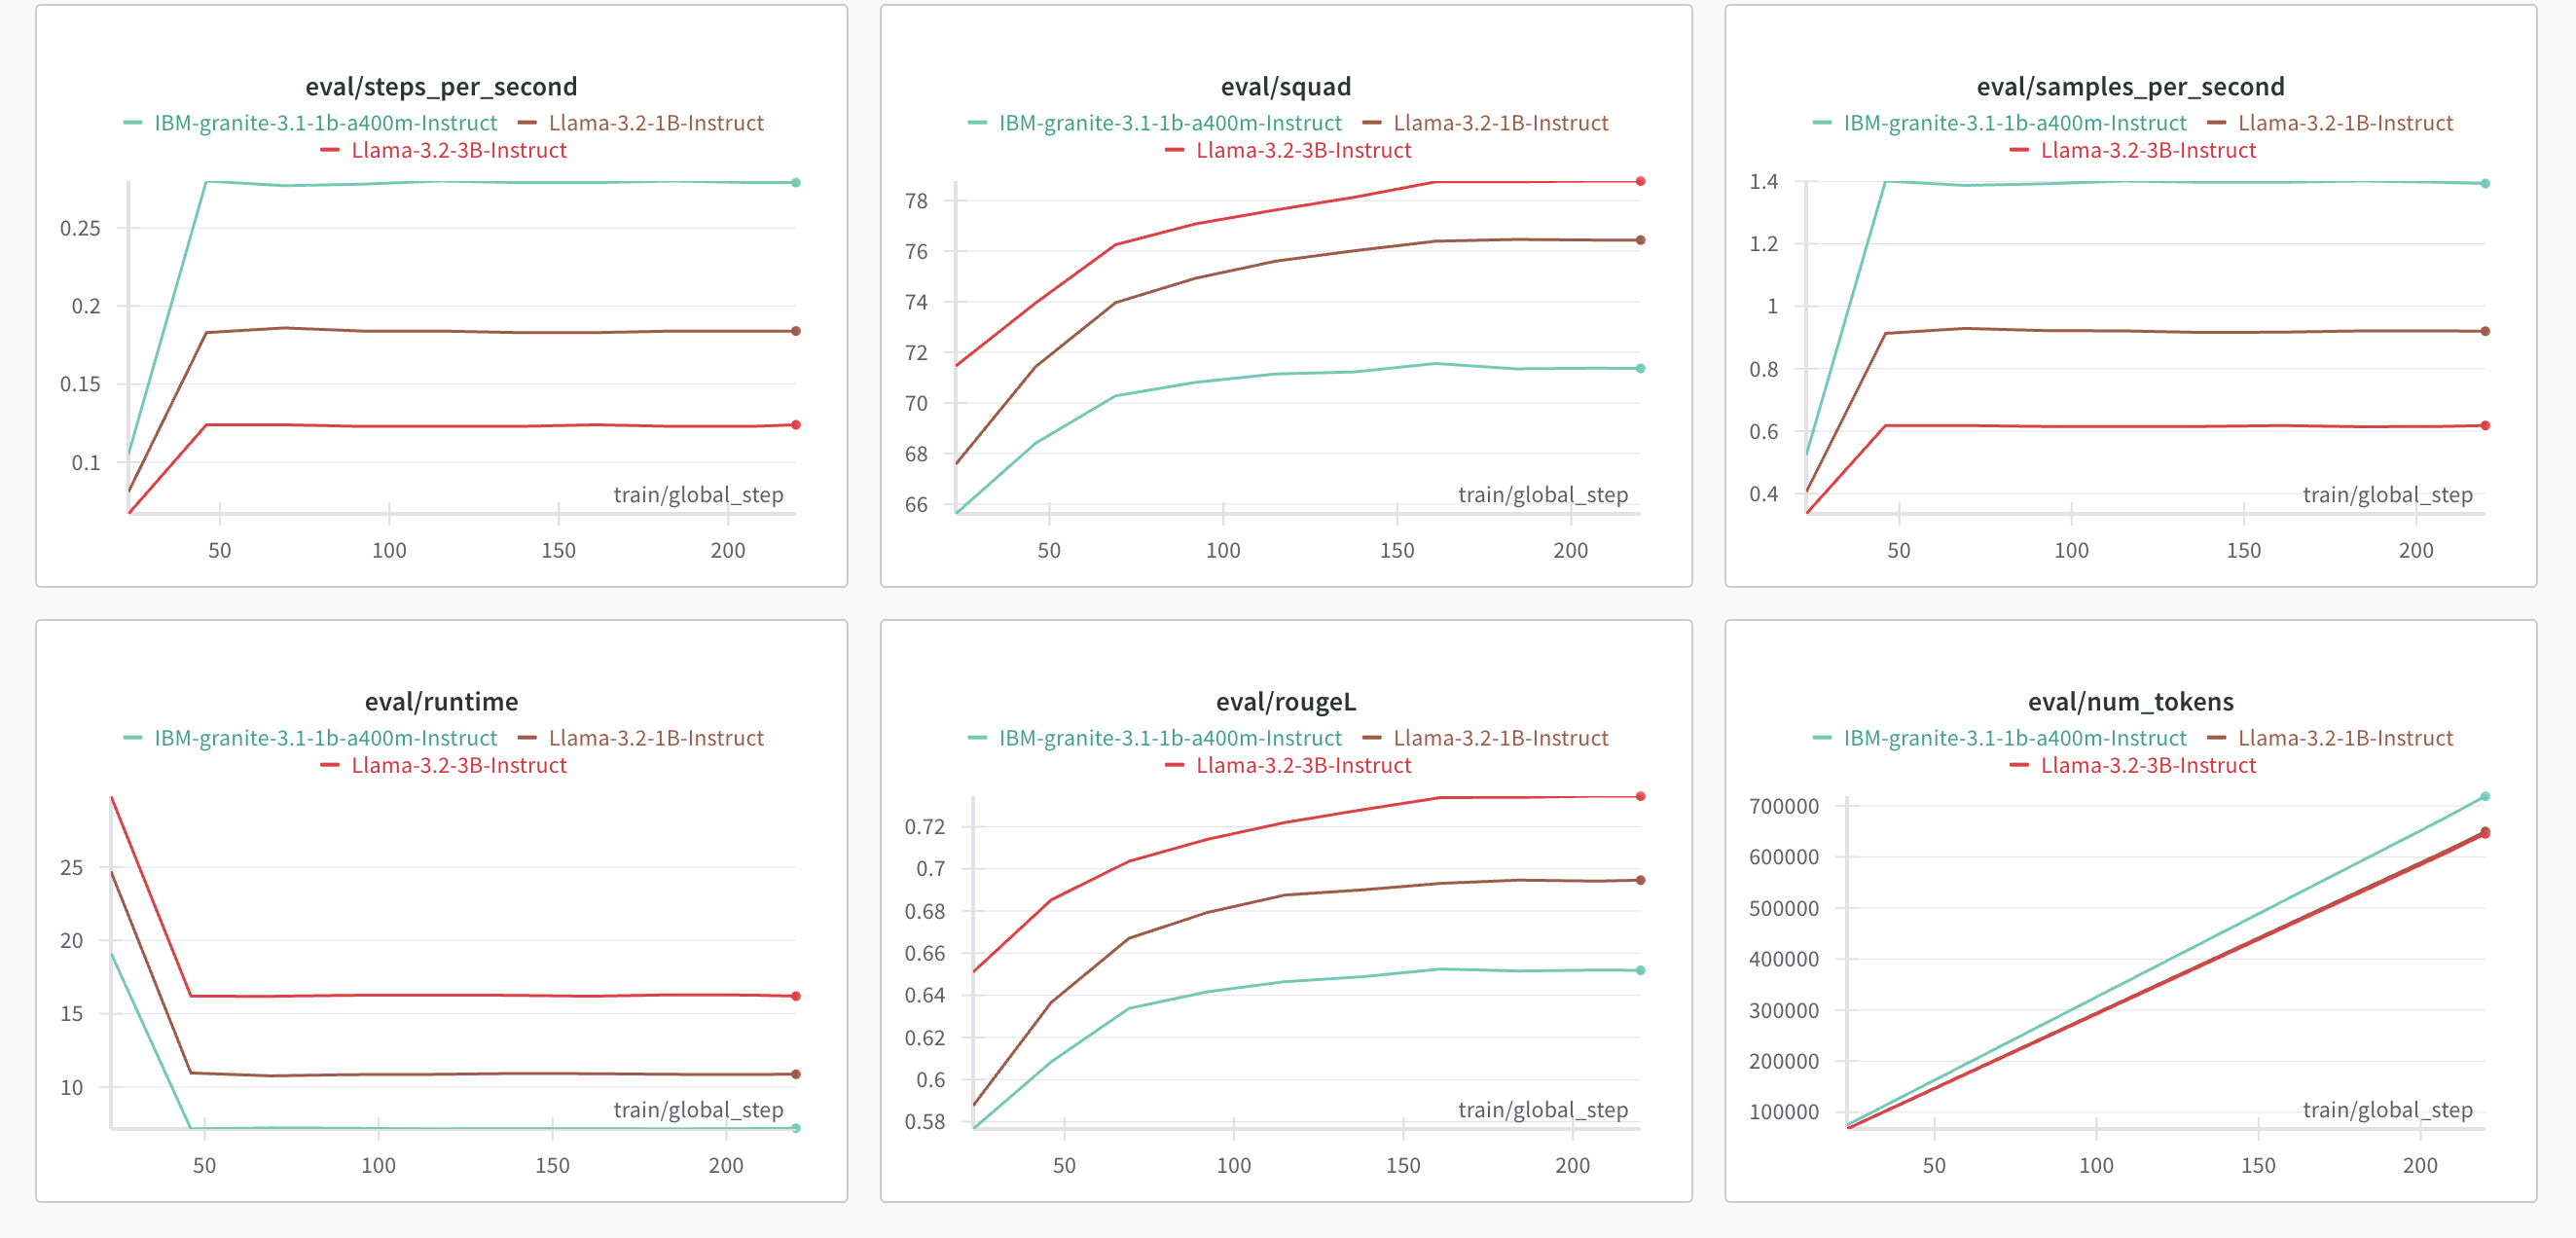 eval/steps_per_second
IBM-granite-3.1-1b-a400m-Instruct Llama-3.2-1B-Instruct
Llama-3.2-3B-Instruct
0.25
0.2
0.15
0.1
train/global_step
50 100 150 200
eval/squad
IBM-granite-3.1-1b-a400m-Instruct Llama-3.2-1B-Instruct
Llama-3.2-3B-Instruct
78
76
74
72
70
68
66
train/global_step
50 100 150 200
eval/samples_per_second
IBM-granite-3.1-1b-a400m-Instruct Llama-3.2-1B-Instruct
Llama-3.2-3B-Instruct
1.4
1.2
1
0.8
0.6
0.4
train/global_step
50 100 150 200
eval/runtime
IBM-granite-3.1-1b-a400m-Instruct Llama-3.2-1B-Instruct
Llama-3.2-3B-Instruct
25
20
15
10
train/global_step
50 100 150 200
eval/rougeL
IBM-granite-3.1-1b-a400m-Instruct Llama-3.2-1B-Instruct
Llama-3.2-3B-Instruct
0.72
0.7
0.68
0.66
0.64
0.62
0.6
0.58
train/global_step
50 100 150 200
eval/num_tokens
IBM-granite-3.1-1b-a400m-Instruct Llama-3.2-1B-Instruct
Llama-3.2-3B-Instruct
700000
600000
500000
400000
300000
200000
100000
train/global_step
50 100 150 200